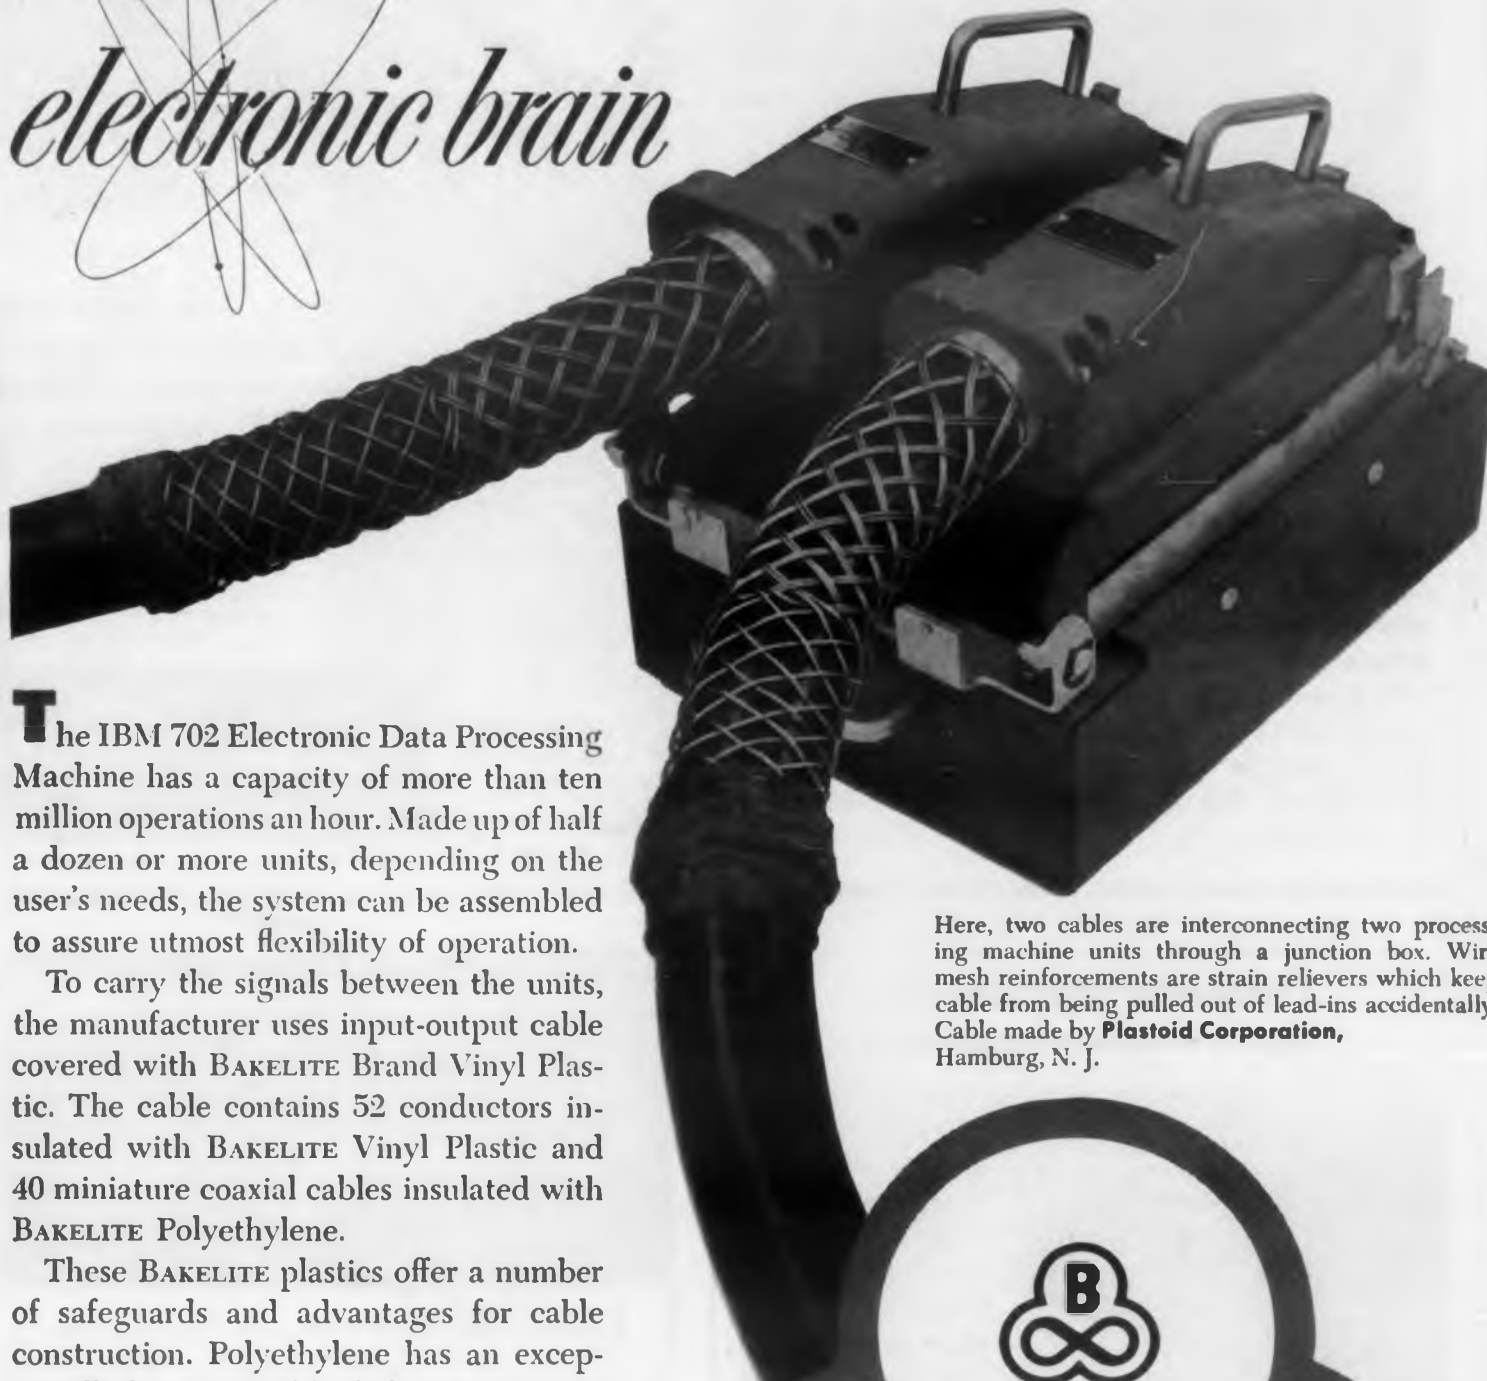 electronic brain
The IBM 702 Electronic Data Processing
Machine has a capacity of more than ten
million operations an hour. Made up of half
a dozen or more units, depending on the
user's needs, the system can be assembled
to assure utmost flexibility of operation.
To carry the signals between the units,
the manufacturer uses input-output cable
covered with BAKELITE Brand Vinyl Plas-
tic. The cable contains 52 conductors in-
sulated with BAKELITE Vinyl Plastic and
40 miniature coaxial cables insulated with
BAKELITE Polyethylene.
These BAKELITE plastics offer a number
of safeguards and advantages for cable
construction. Polyethylene has an excep-
Here, two cables are interconnecting two process
ing machine units through a junction box. Wir
mesh reinforcements are strain relievers which kee
cable from being pulled out of lead-ins accidentally
Cable made by Plastoid Corporation,
Hamburg, N. J.
B